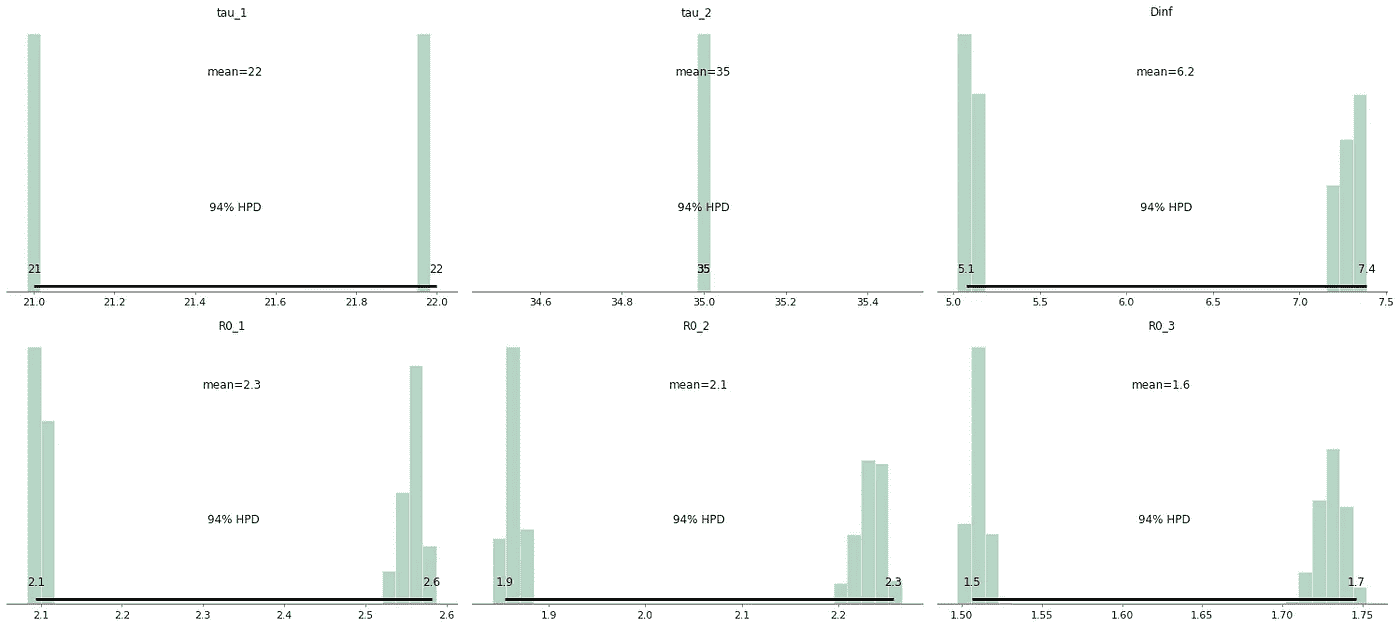 tau_1
mean=22
94% HPD
21
22
21.0 21.2 21.4 21.6 21.8 22.0
tau_2
mean=35
94% HPD
35
34.6 34.8 35.0 35.2 35.4
Dinf
mean=6.2
94% HPD
5.1
7.4
5.0 5.5 6.0 6.5 7.0 7.5
R0_1
mean=2.3
94% HPD
2.1
2.6
2.1 2.2 2.3 2.4 2.5 2.6
R0_2
mean=2.1
94% HPD
1.9
2.3
1.9 2.0 2.1 2.2
R0_3
mean=1.6
94% HPD
1.5
1.7
1.50 1.55 1.60 1.65 1.70 1.75